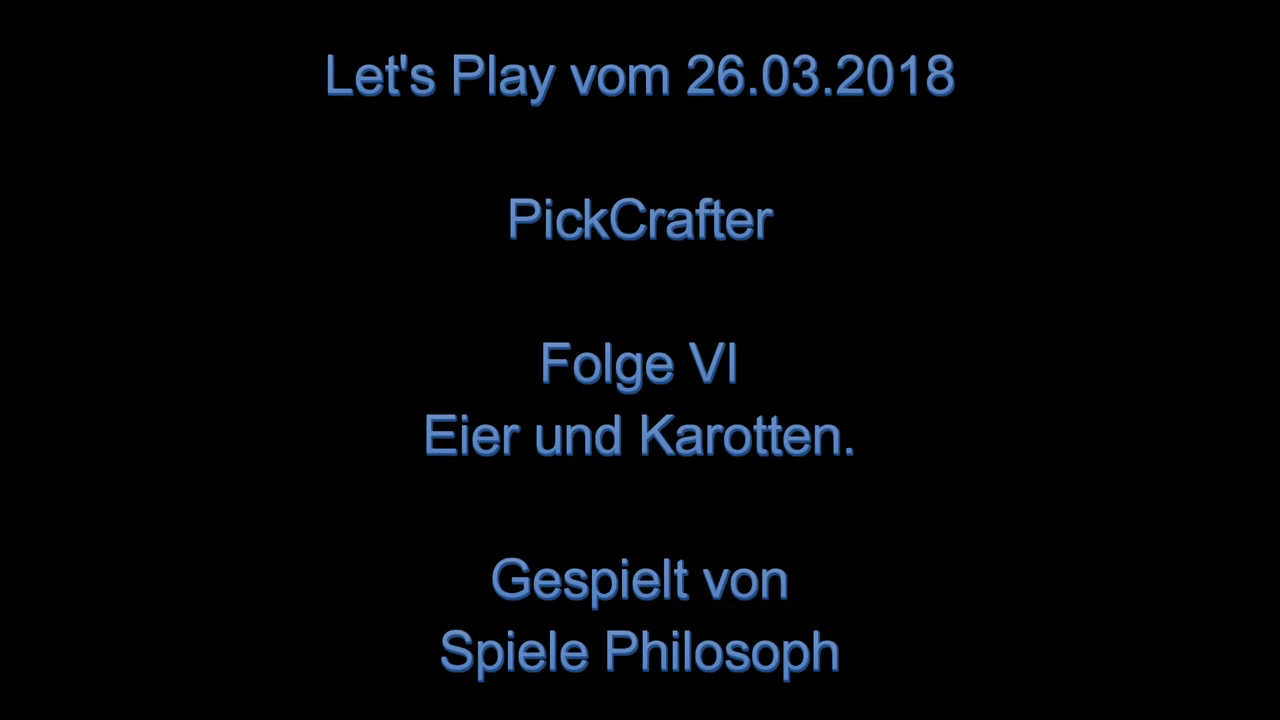 Let's Play vom 26.03.2018
PickCrafter
Folge VI
Eier und Karotten.
Gespielt von
Spiele Philosoph